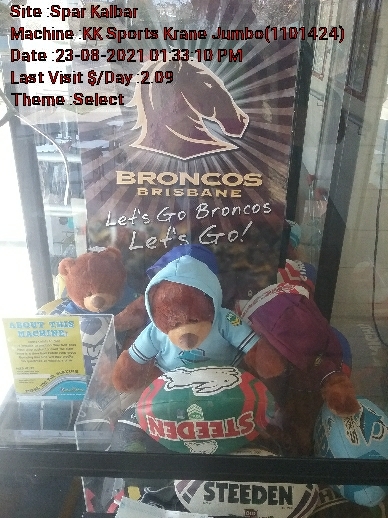 Site :Spar Kalbar
Machine :KK Sports Krane Jumbo(1101424)
Date :23-08-2021 01:33:10 PM
Last Visit $/Day :2.09
Theme :Select
BRONCOS
BRISBANE
Let's Go Broncos
Let's Go!
ABOUT THIS
MACHINE:
STEEDEN
STEEDEN